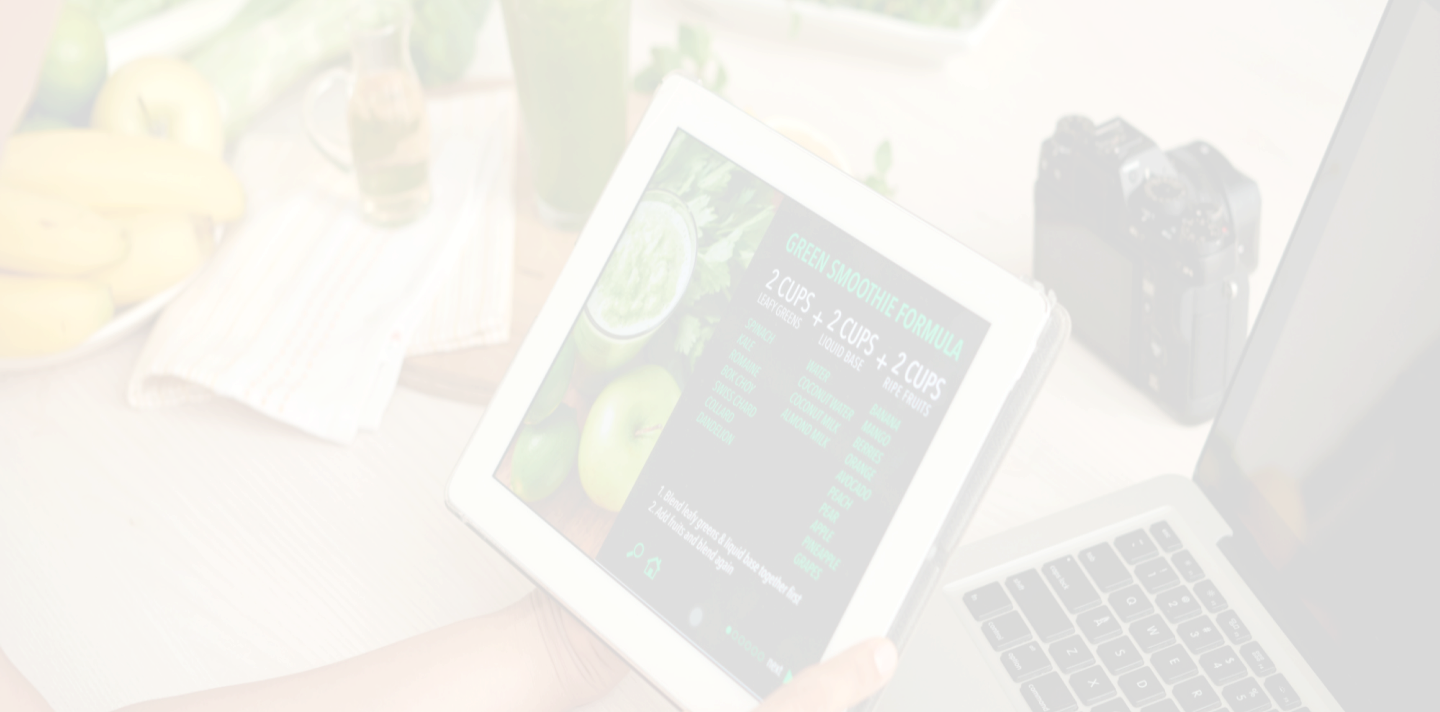 GREEN SMOOTHIE FORMULA
2 CUPS + 2 CUPS + 2 CUPS
LEAFY GREENS
LIQUID BASE
RIPE FRUITS
SPINACH
KALE
ROMAINE
BOK CHOY
SWISS CHARD
COLLARD
DANDELION
WATER
COCONUT WATER
COCONUT MILK
ALMOND MILK
BANANA
MANGO
BERRIES
ORANGE
AVOCADO
PEACH
PEAR
APPLE
PINEAPPLE
GRAPES
1. Blend leafy greens & liquid base together first
2. Add fruits and blend again
next
Q
A
W
Z
S
E
X
D
R